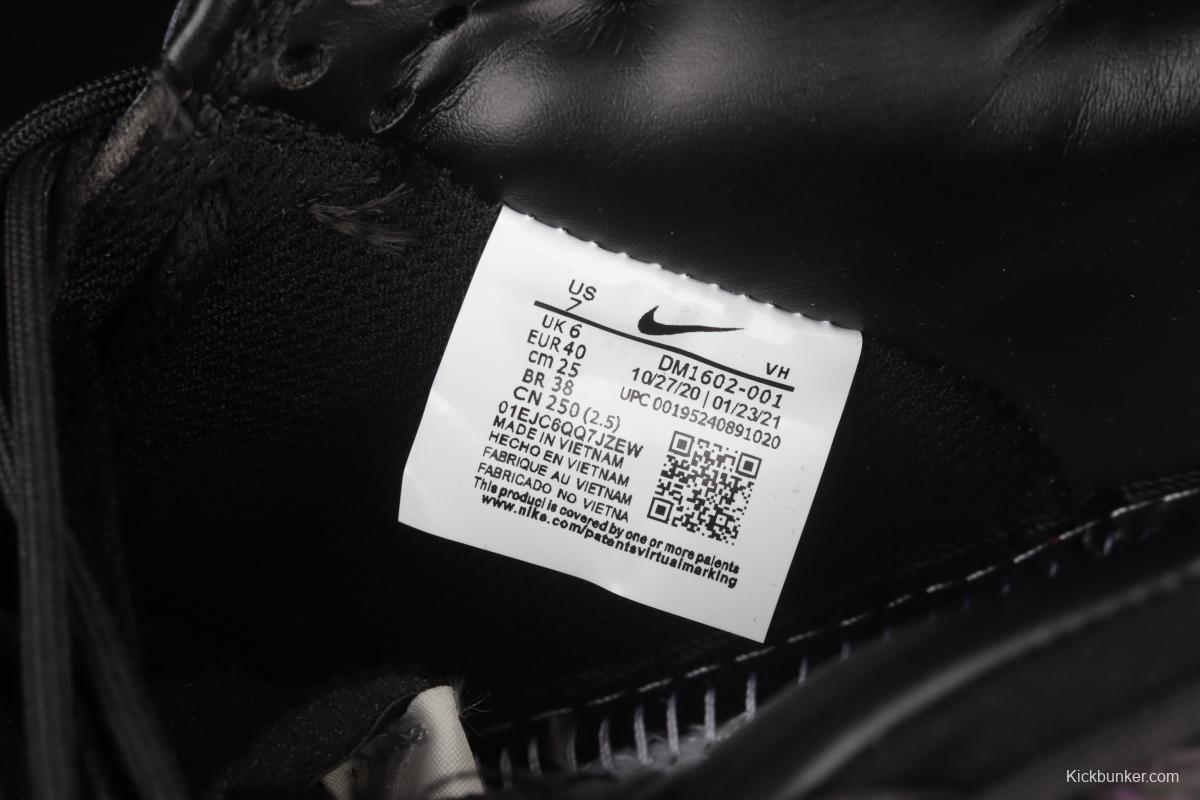 US
7
UK 6
EUR 40
cm 25
BR 38
CN 250 (2.5)
VH
DM1602-001
10/27/20 | 01/23/21
UPC 00195240891020
01EJC6QQ7JZEW
MADE IN VIETNAM
HECHO EN VIETNAM
FABRIQUE AU VIETNAM
FABRICADO NO VIETNA
This product is covered by one or more patents
www.nike.com/patentsvirtualmarking
Kickbunker.com